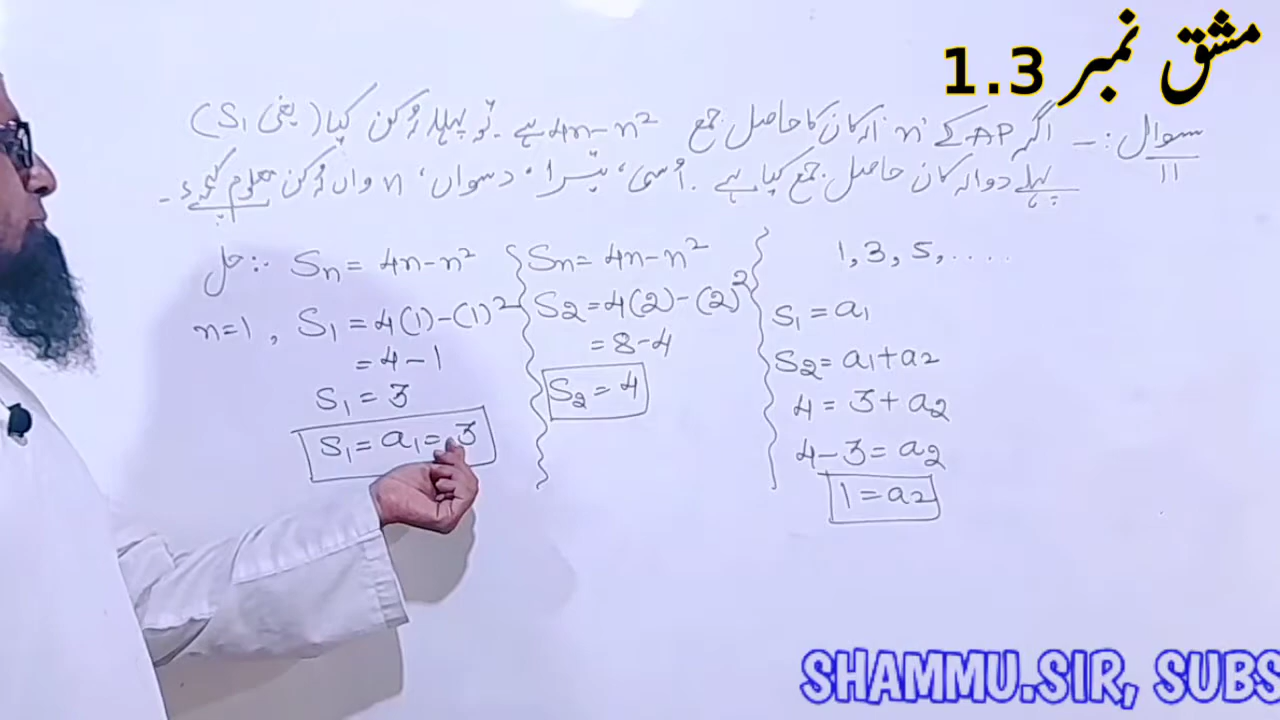 مشق نمبر 1.3
سوال :- اگر AP کے 'n' ارکان کا حاصل جمع 4n-n² ہے۔ تو پہلا رُکن کیا (یعنی S₁)
11 پہلے دو ارکان حاصل جمع کیا ہے ۔ اُسی، تیسرا، دسواں، n واں رُکن معلوم کیجئے۔
حل :- Sn = 4n-n²
n=1, S₁ = 4(1)-(1)²
= 4-1
S₁ = 3
S₁ = a₁ = 3
Sn = 4n-n²
S₂ = 4(2)-(2)²
= 8-4
S₂ = 4
1, 3, 5, ....
S₁ = a₁
S₂ = a₁+a₂
4 = 3+a₂
4-3 = a₂
1 = a₂
SHAMMU.SIR, SUBS